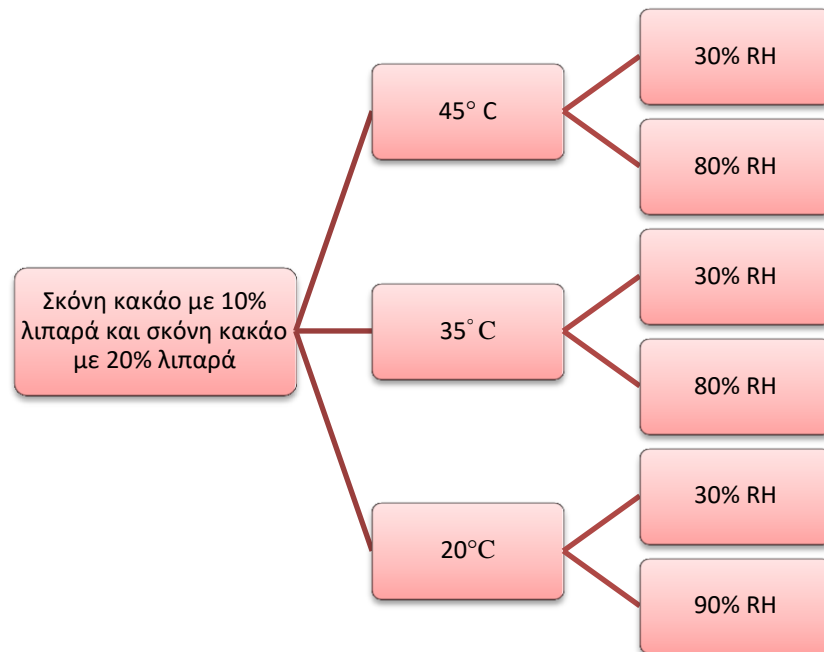 Σκόνη κακάο με 10%
λιπαρά και σκόνη κακάο
με 20% λιπαρά
45° C
30% RH
80% RH
35° C
30% RH
80% RH
20°C
30% RH
90% RH